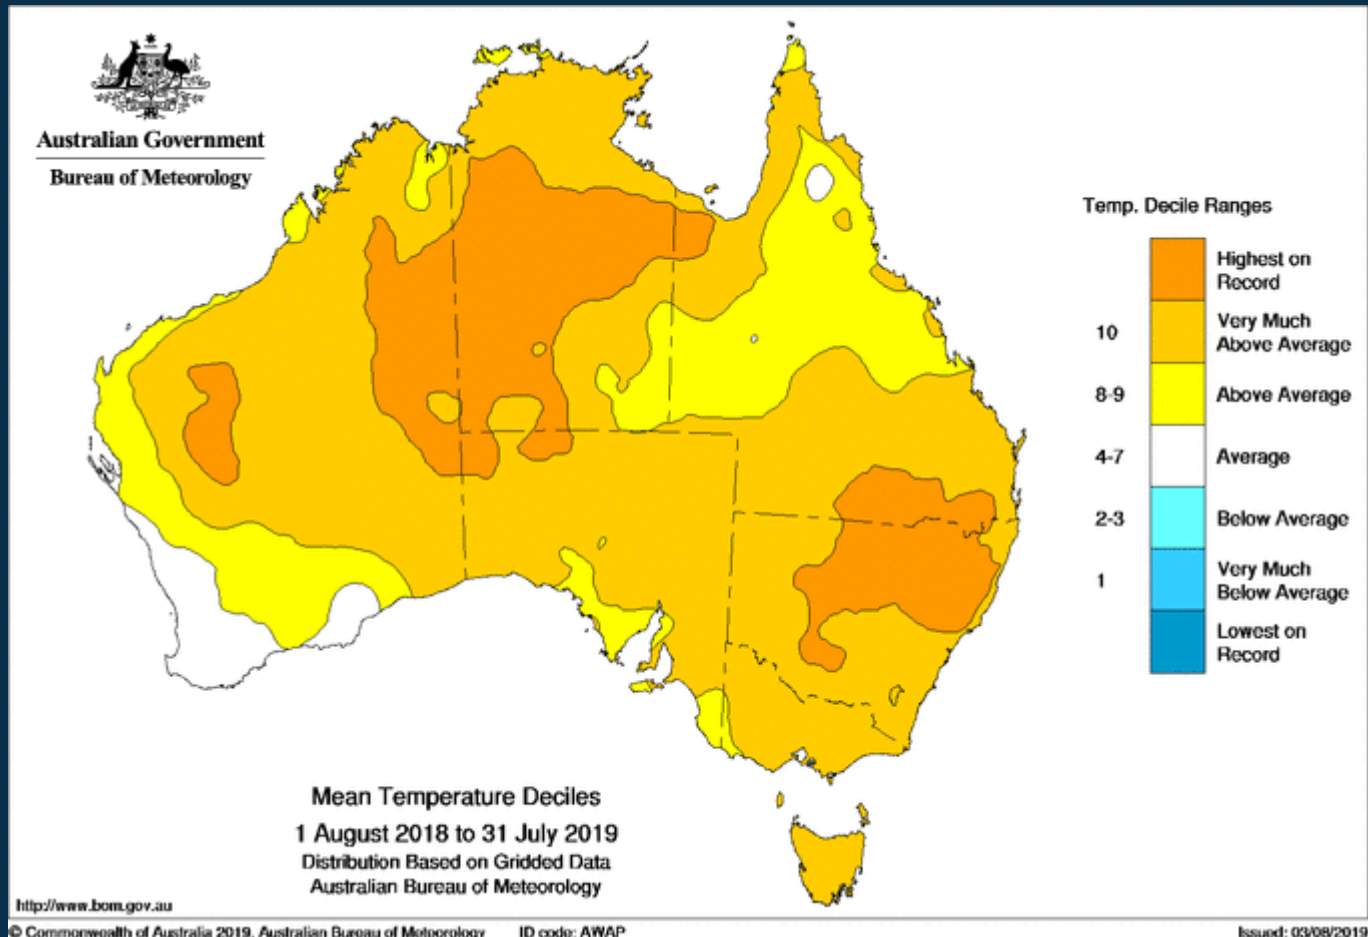 Australian Government
Bureau of Meteorology
Temp. Decile Ranges
Highest on
Record
10
Very Much
Above Average
8-9
Above Average
4-7
Average
2-3
Below Average
1
Very Much
Below Average
Lowest on
Record
Mean Temperature Deciles
1 August 2018 to 31 July 2019
Distribution Based on Gridded Data
Australian Bureau of Meteorology
http://www.bom.gov.au
© Commonwealth of Australia 2019, Australian Bureau of Meteorology
ID code: AWAP
Issued: 03/08/2019